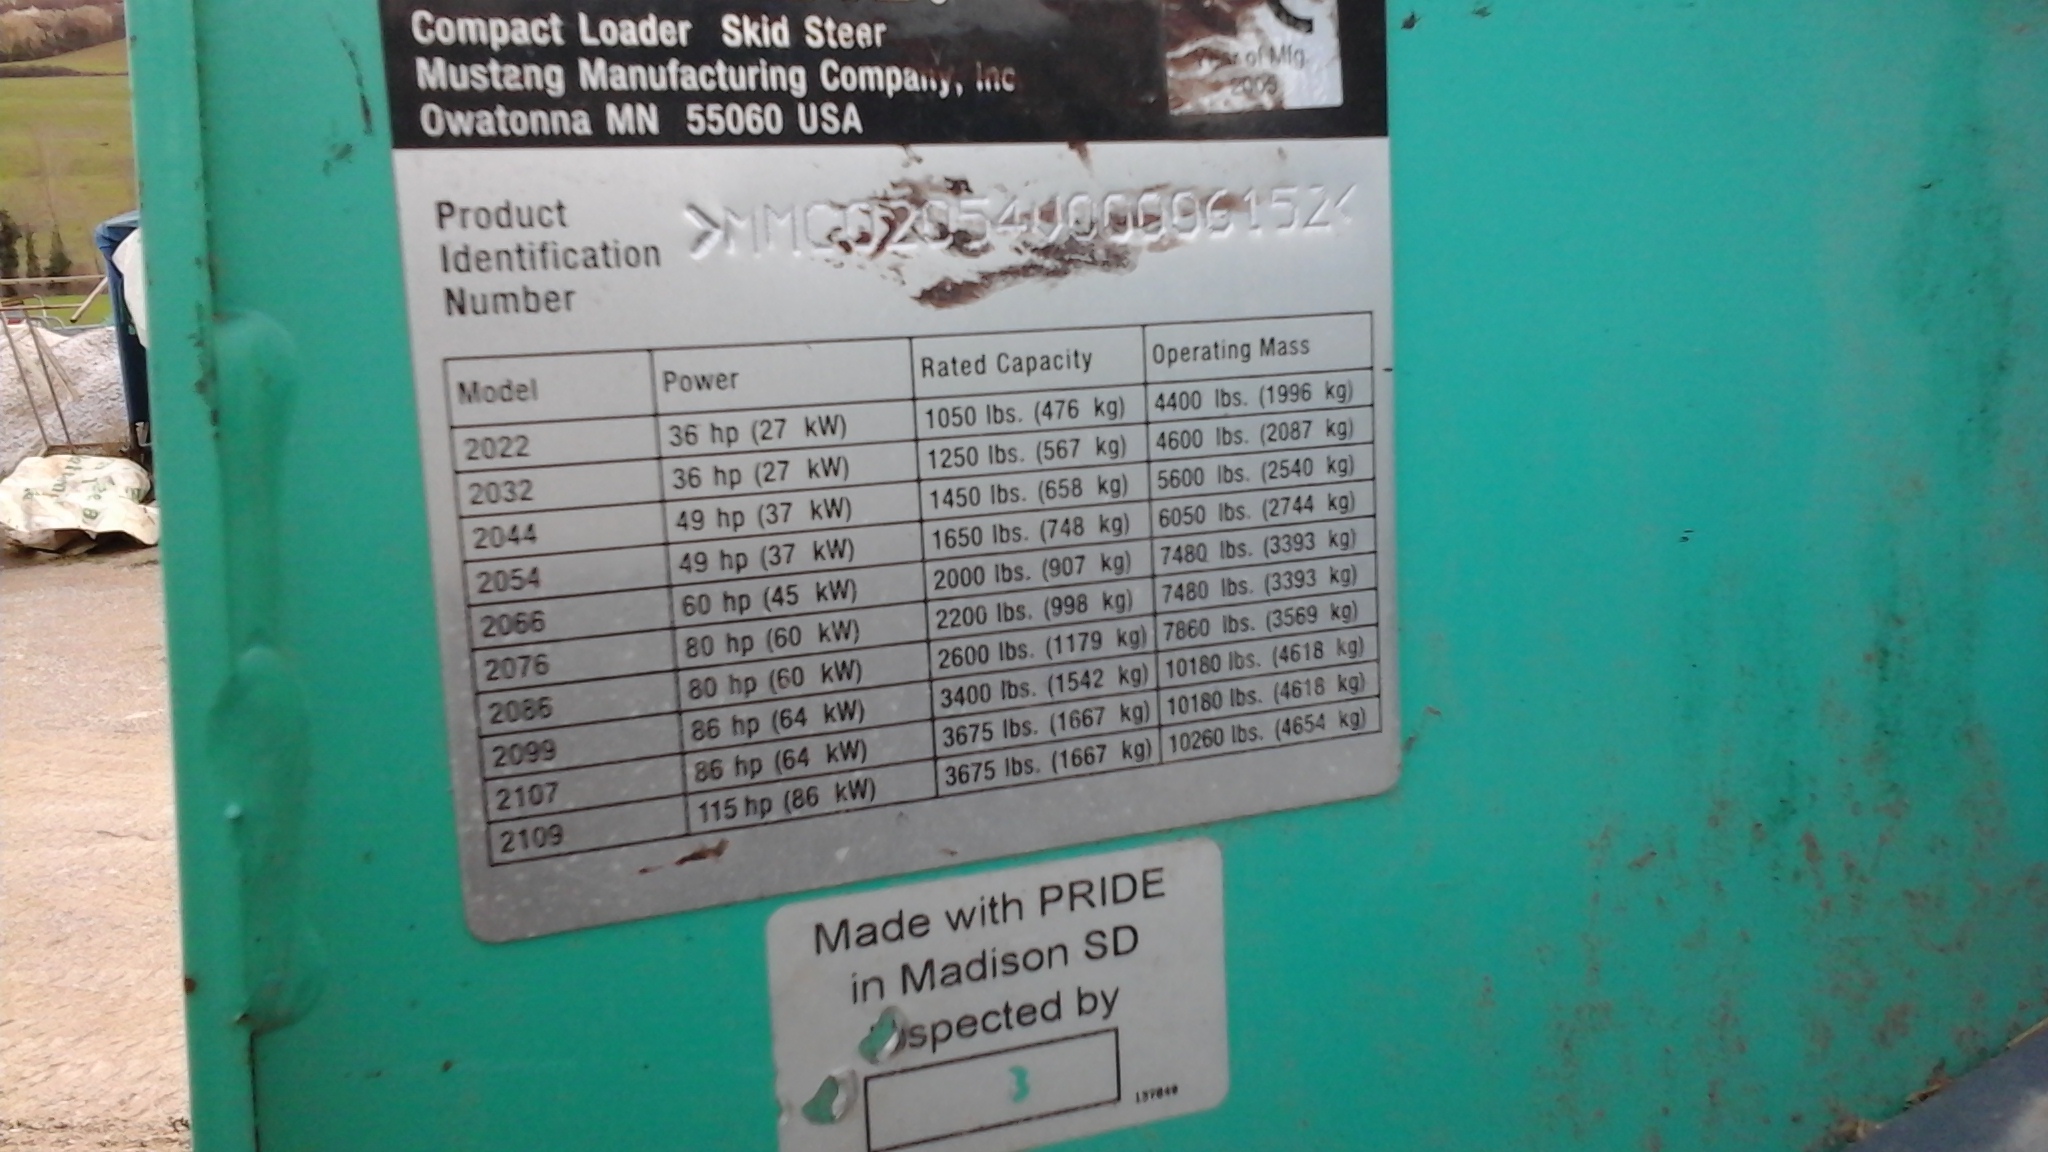 Compact Loader Skid Steer
Mustang Manufacturing Company, Inc
Owatonna MN 55060 USA
Year of Mfg.
2005
Product
Identification
Number
>MMC02054V00006152<
Model Power Rated Capacity Operating Mass
2022 36 hp (27 kW) 1050 lbs. (476 kg) 4400 lbs. (1996 kg)
2032 36 hp (27 kW) 1250 lbs. (567 kg) 4600 lbs. (2087 kg)
2044 49 hp (37 kW) 1450 lbs. (658 kg) 5600 lbs. (2540 kg)
2054 49 hp (37 kW) 1650 lbs. (748 kg) 6050 lbs. (2744 kg)
2066 60 hp (45 kW) 2000 lbs. (907 kg) 7480 lbs. (3393 kg)
2076 80 hp (60 kW) 2200 lbs. (998 kg) 7480 lbs. (3393 kg)
2086 80 hp (60 kW) 2600 lbs. (1179 kg) 7860 lbs. (3569 kg)
2099 86 hp (64 kW) 3400 lbs. (1542 kg) 10180 lbs. (4618 kg)
2107 86 hp (64 kW) 3675 lbs. (1667 kg) 10180 lbs. (4618 kg)
2109 115 hp (86 kW) 3675 lbs. (1667 kg) 10260 lbs. (4654 kg)
Made with PRIDE
in Madison SD
spected by
3